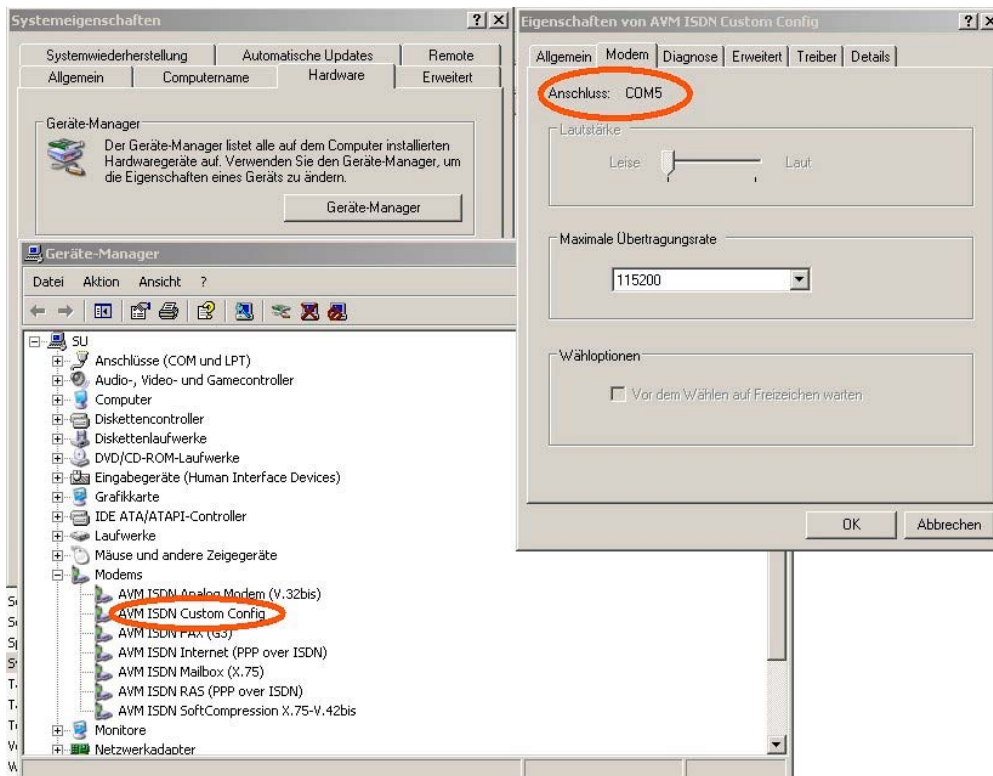 Systemeigenschaften
Systemwiederherstellung Automatische Updates Remote
Allgemein Computername Hardware Erweitert
Geräte-Manager
Der Geräte-Manager listet alle auf dem Computer installierten
Hardwaregeräte auf. Verwenden Sie den Geräte-Manager, um
die Eigenschaften eines Geräts zu ändern.
Geräte-Manager
Geräte-Manager
Datei Aktion Ansicht ?
SU
Anschlüsse (COM und LPT)
Audio-, Video- und Gamecontroller
Computer
Diskettencontroller
Diskettenlaufwerke
DVD/CD-ROM-Laufwerke
Eingabegeräte (Human Interface Devices)
Grafikkarte
IDE ATA/ATAPI-Controller
Laufwerke
Mäuse und andere Zeigegeräte
Modems
AVM ISDN Analog Modem (V.32bis)
AVM ISDN Custom Config
AVM ISDN FAX (G3)
AVM ISDN Internet (PPP over ISDN)
AVM ISDN Mailbox (X.75)
AVM ISDN RAS (PPP over ISDN)
AVM ISDN SoftCompression X.75-V.42bis
Monitore
Netzwerkadapter
Eigenschaften von AVM ISDN Custom Config
Allgemein Modem Diagnose Erweitert Treiber Details
Anschluss: COM5
Lautstärke
Leise Laut
Maximale Übertragungsrate
115200
Wähloptionen
Vor dem Wählen auf Freizeichen warten
OK Abbrechen